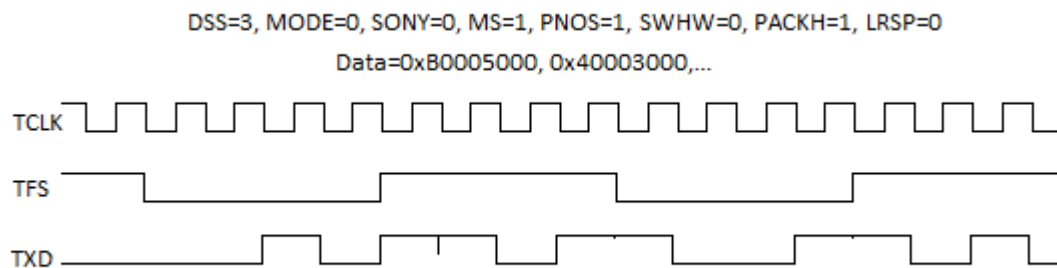 DSS=3, MODE=0, SONY=0, MS=1, PNOS=1, SWHW=0, PACKH=1, LRSP=0
Data=0xB0005000, 0x40003000,...
TCLK
TFS
TXD